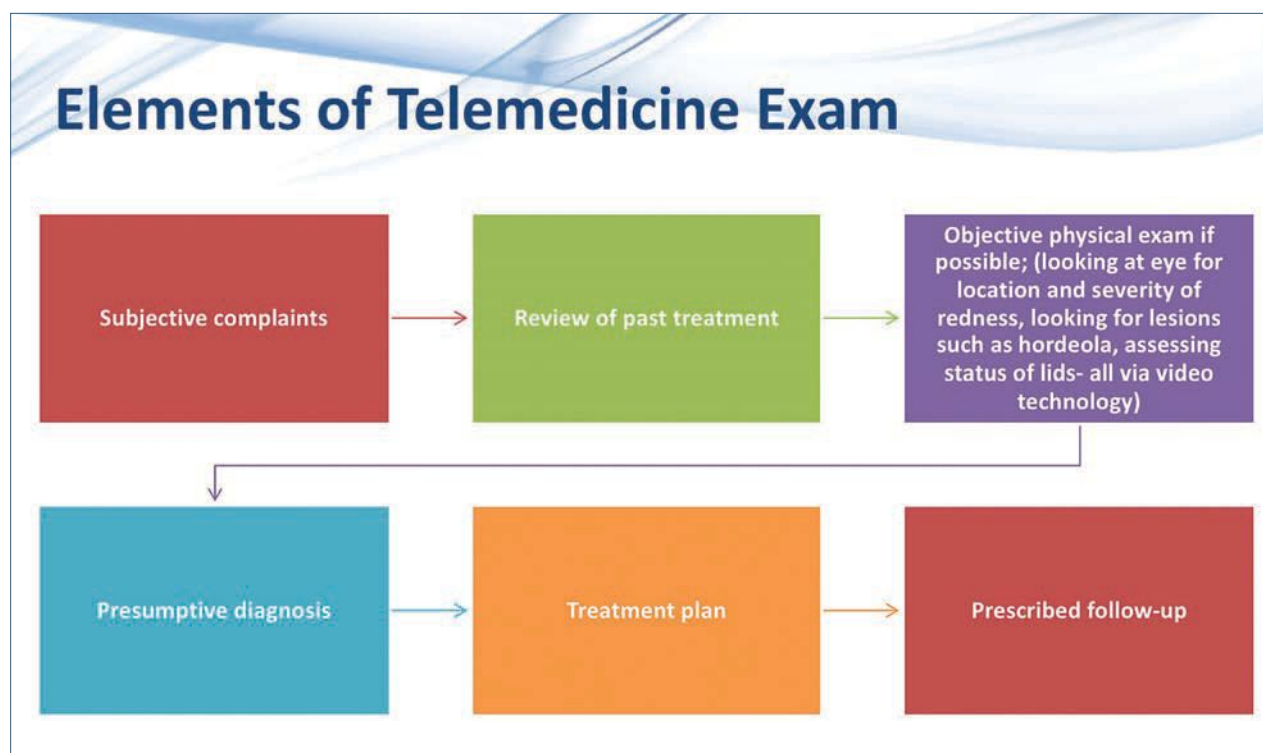 Elements of Telemedicine Exam
Subjective complaints
Review of past treatment
Objective physical exam if
possible; (looking at eye for
location and severity of
redness, looking for lesions
such as hordeola, assessing
status of lids- all via video
technology)
Presumptive diagnosis
Treatment plan
Prescribed follow-up